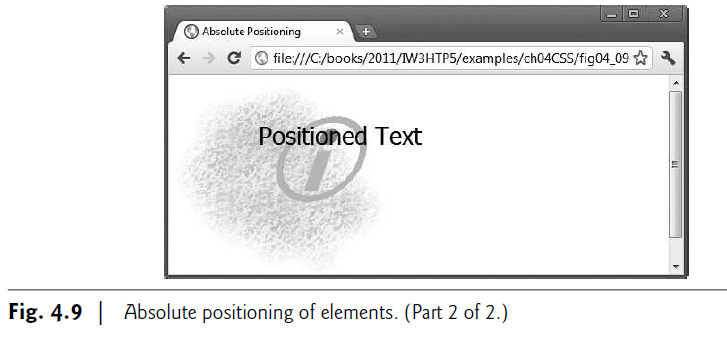 Absolute Positioning
file:///C:/books/2011/IW3HTP5/examples/ch04CSS/fig04_09
Positioned Text
i
Fig. 4.9 | Absolute positioning of elements. (Part 2 of 2.)